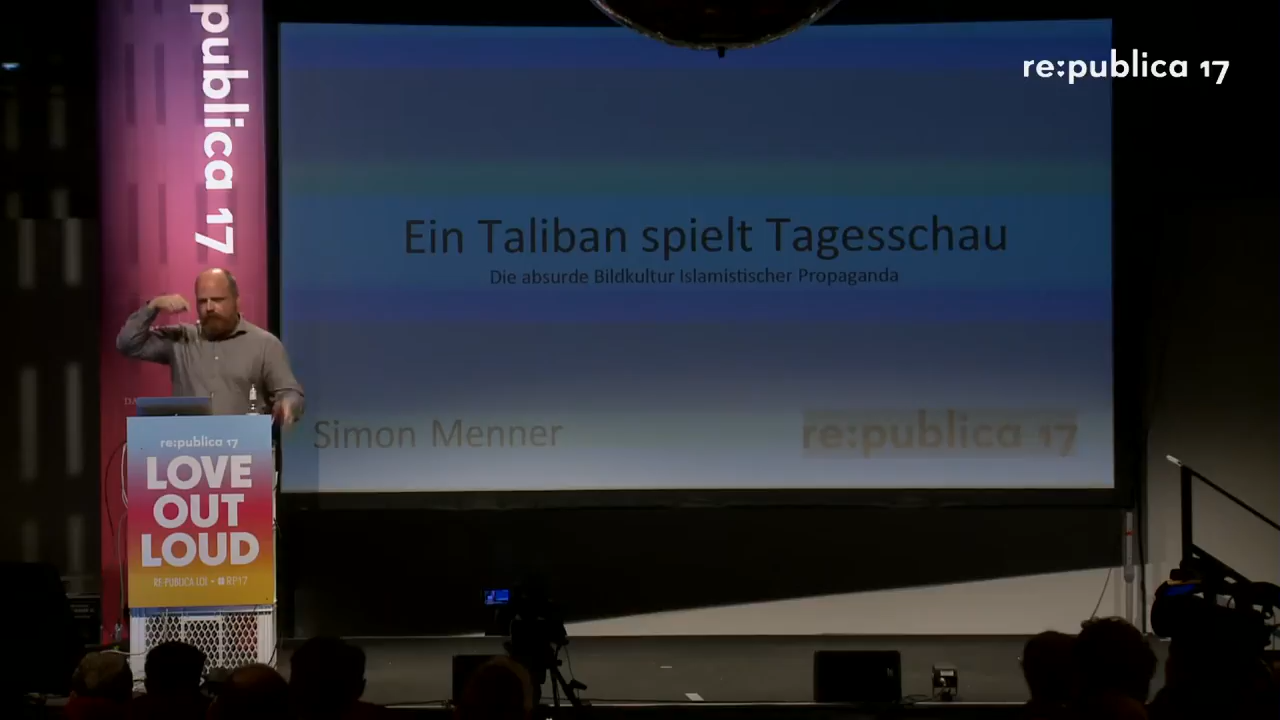 publica 17
re:publica 17
Ein Taliban spielt Tagesschau
Die absurde Bildkultur Islamistischer Propaganda
Simon Menner
re:publica 17
re:publica 17
LOVE
OUT
LOUD